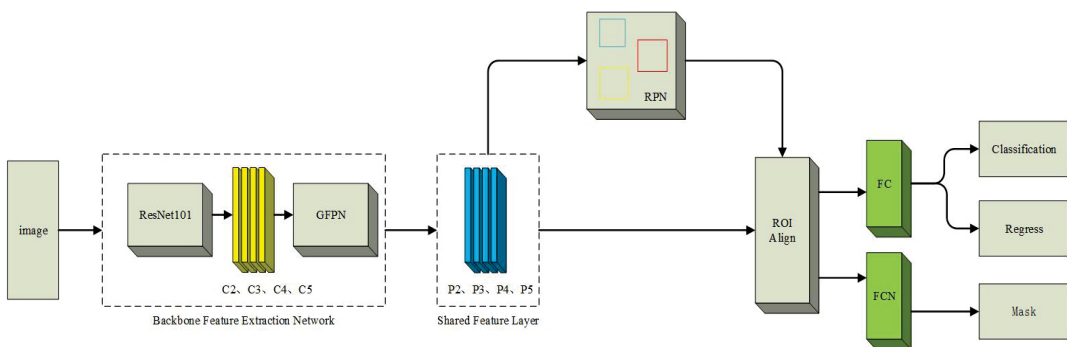 image
ResNet101
GFPN
C2、C3、C4、C5
Backbone Feature Extraction Network
P2、P3、P4、P5
Shared Feature Layer
RPN
ROI
Align
FC
FCN
Classification
Regress
Mask